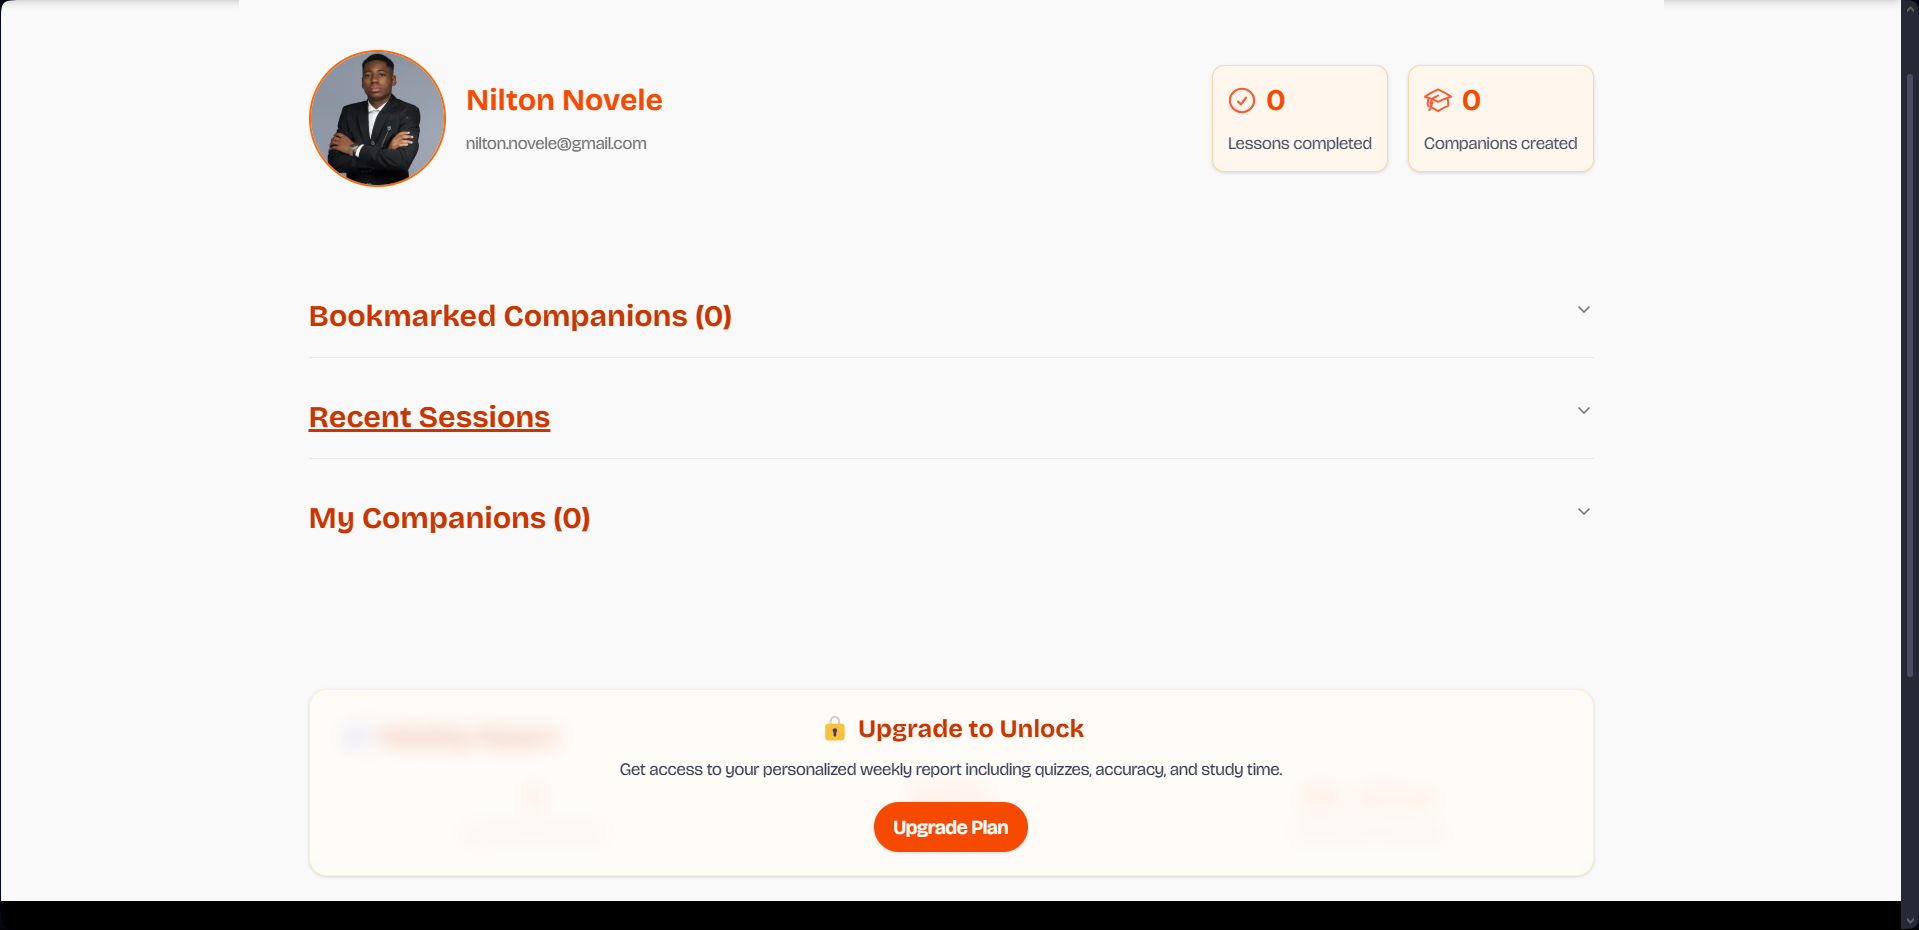 Nilton Novele
nilton.novele@gmail.com
0
Lessons completed
0
Companions created
Bookmarked Companions (0)
Recent Sessions
My Companions (0)
🔒 Upgrade to Unlock
Get access to your personalized weekly report including quizzes, accuracy, and study time.
Upgrade Plan